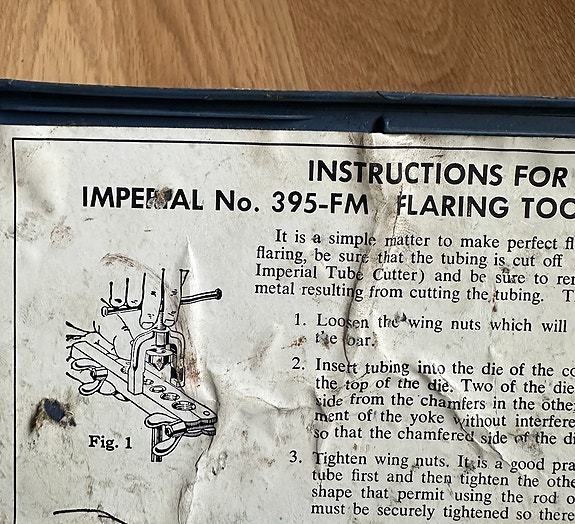 INSTRUCTIONS FOR
IMPERIAL No. 395-FM FLARING TOO
It is a simple matter to make perfect fl
flaring, be sure that the tubing is cut off
Imperial Tube Cutter) and be sure to rem
metal resulting from cutting the tubing. T
1. Loosen the wing nuts which will
the bar.
2. Insert tubing into the die of the co
the top of the die. Two of the die
side from the chamfers in the othe
ment of the yoke without interfere
so that the chamfered side of the di
Fig. 1
3. Tighten wing nuts. It is a good pra
tube first and then tighten the othe
shape that permit using the rod o
must be securely tightened so there